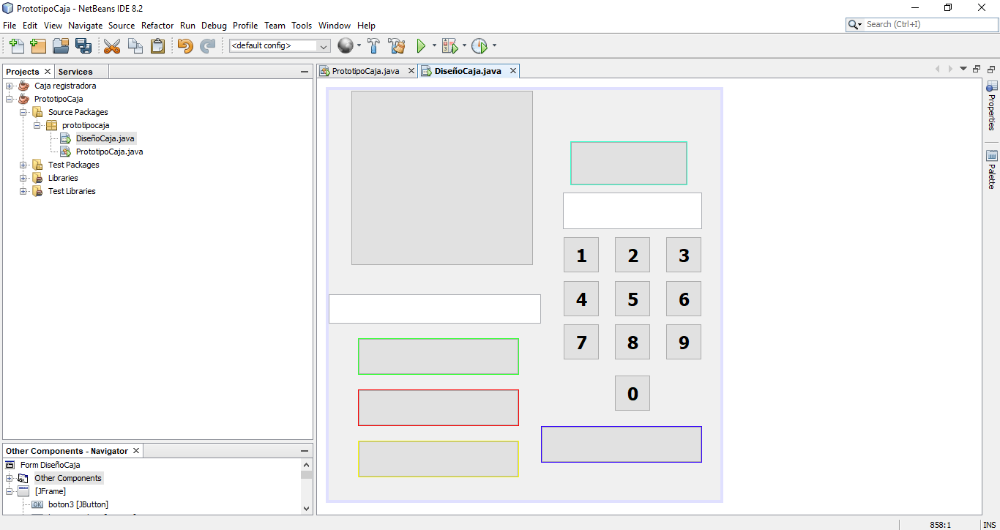 PrototipoCaja - NetBeans IDE 8.2
File Edit View Navigate Source Refactor Run Debug Profile Team Tools Window Help
Search (Ctrl+I)
<default config>
Projects
Services
Caja registradora
PrototipoCaja
Source Packages
prototipocaja
DiseñoCaja.java
PrototipoCaja.java
Test Packages
Libraries
Test Libraries
Other Components - Navigator
Form DiseñoCaja
Other Components
[JFrame]
OK boton3 [JButton]
PrototipoCaja.java
DiseñoCaja.java
1 2 3
4 5 6
7 8 9
0
Properties
Palette
858:1
INS